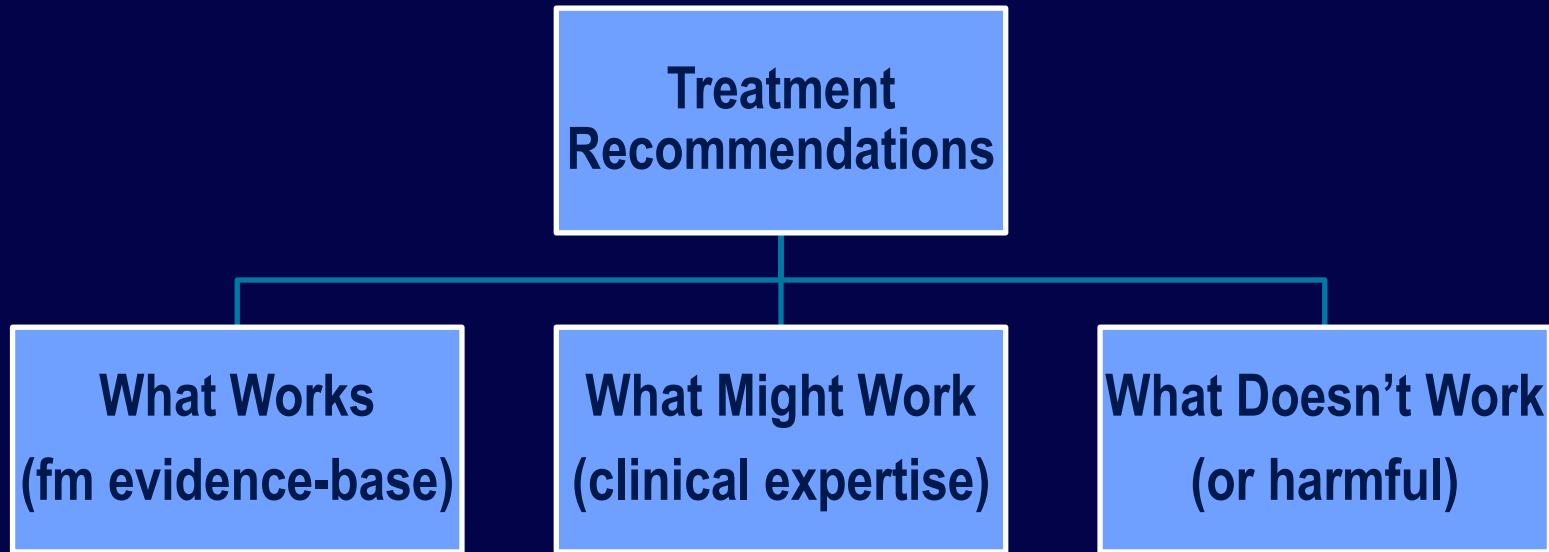 Treatment
Recommendations
What Works
(fm evidence-base)
What Might Work
(clinical expertise)
What Doesn’t Work
(or harmful)